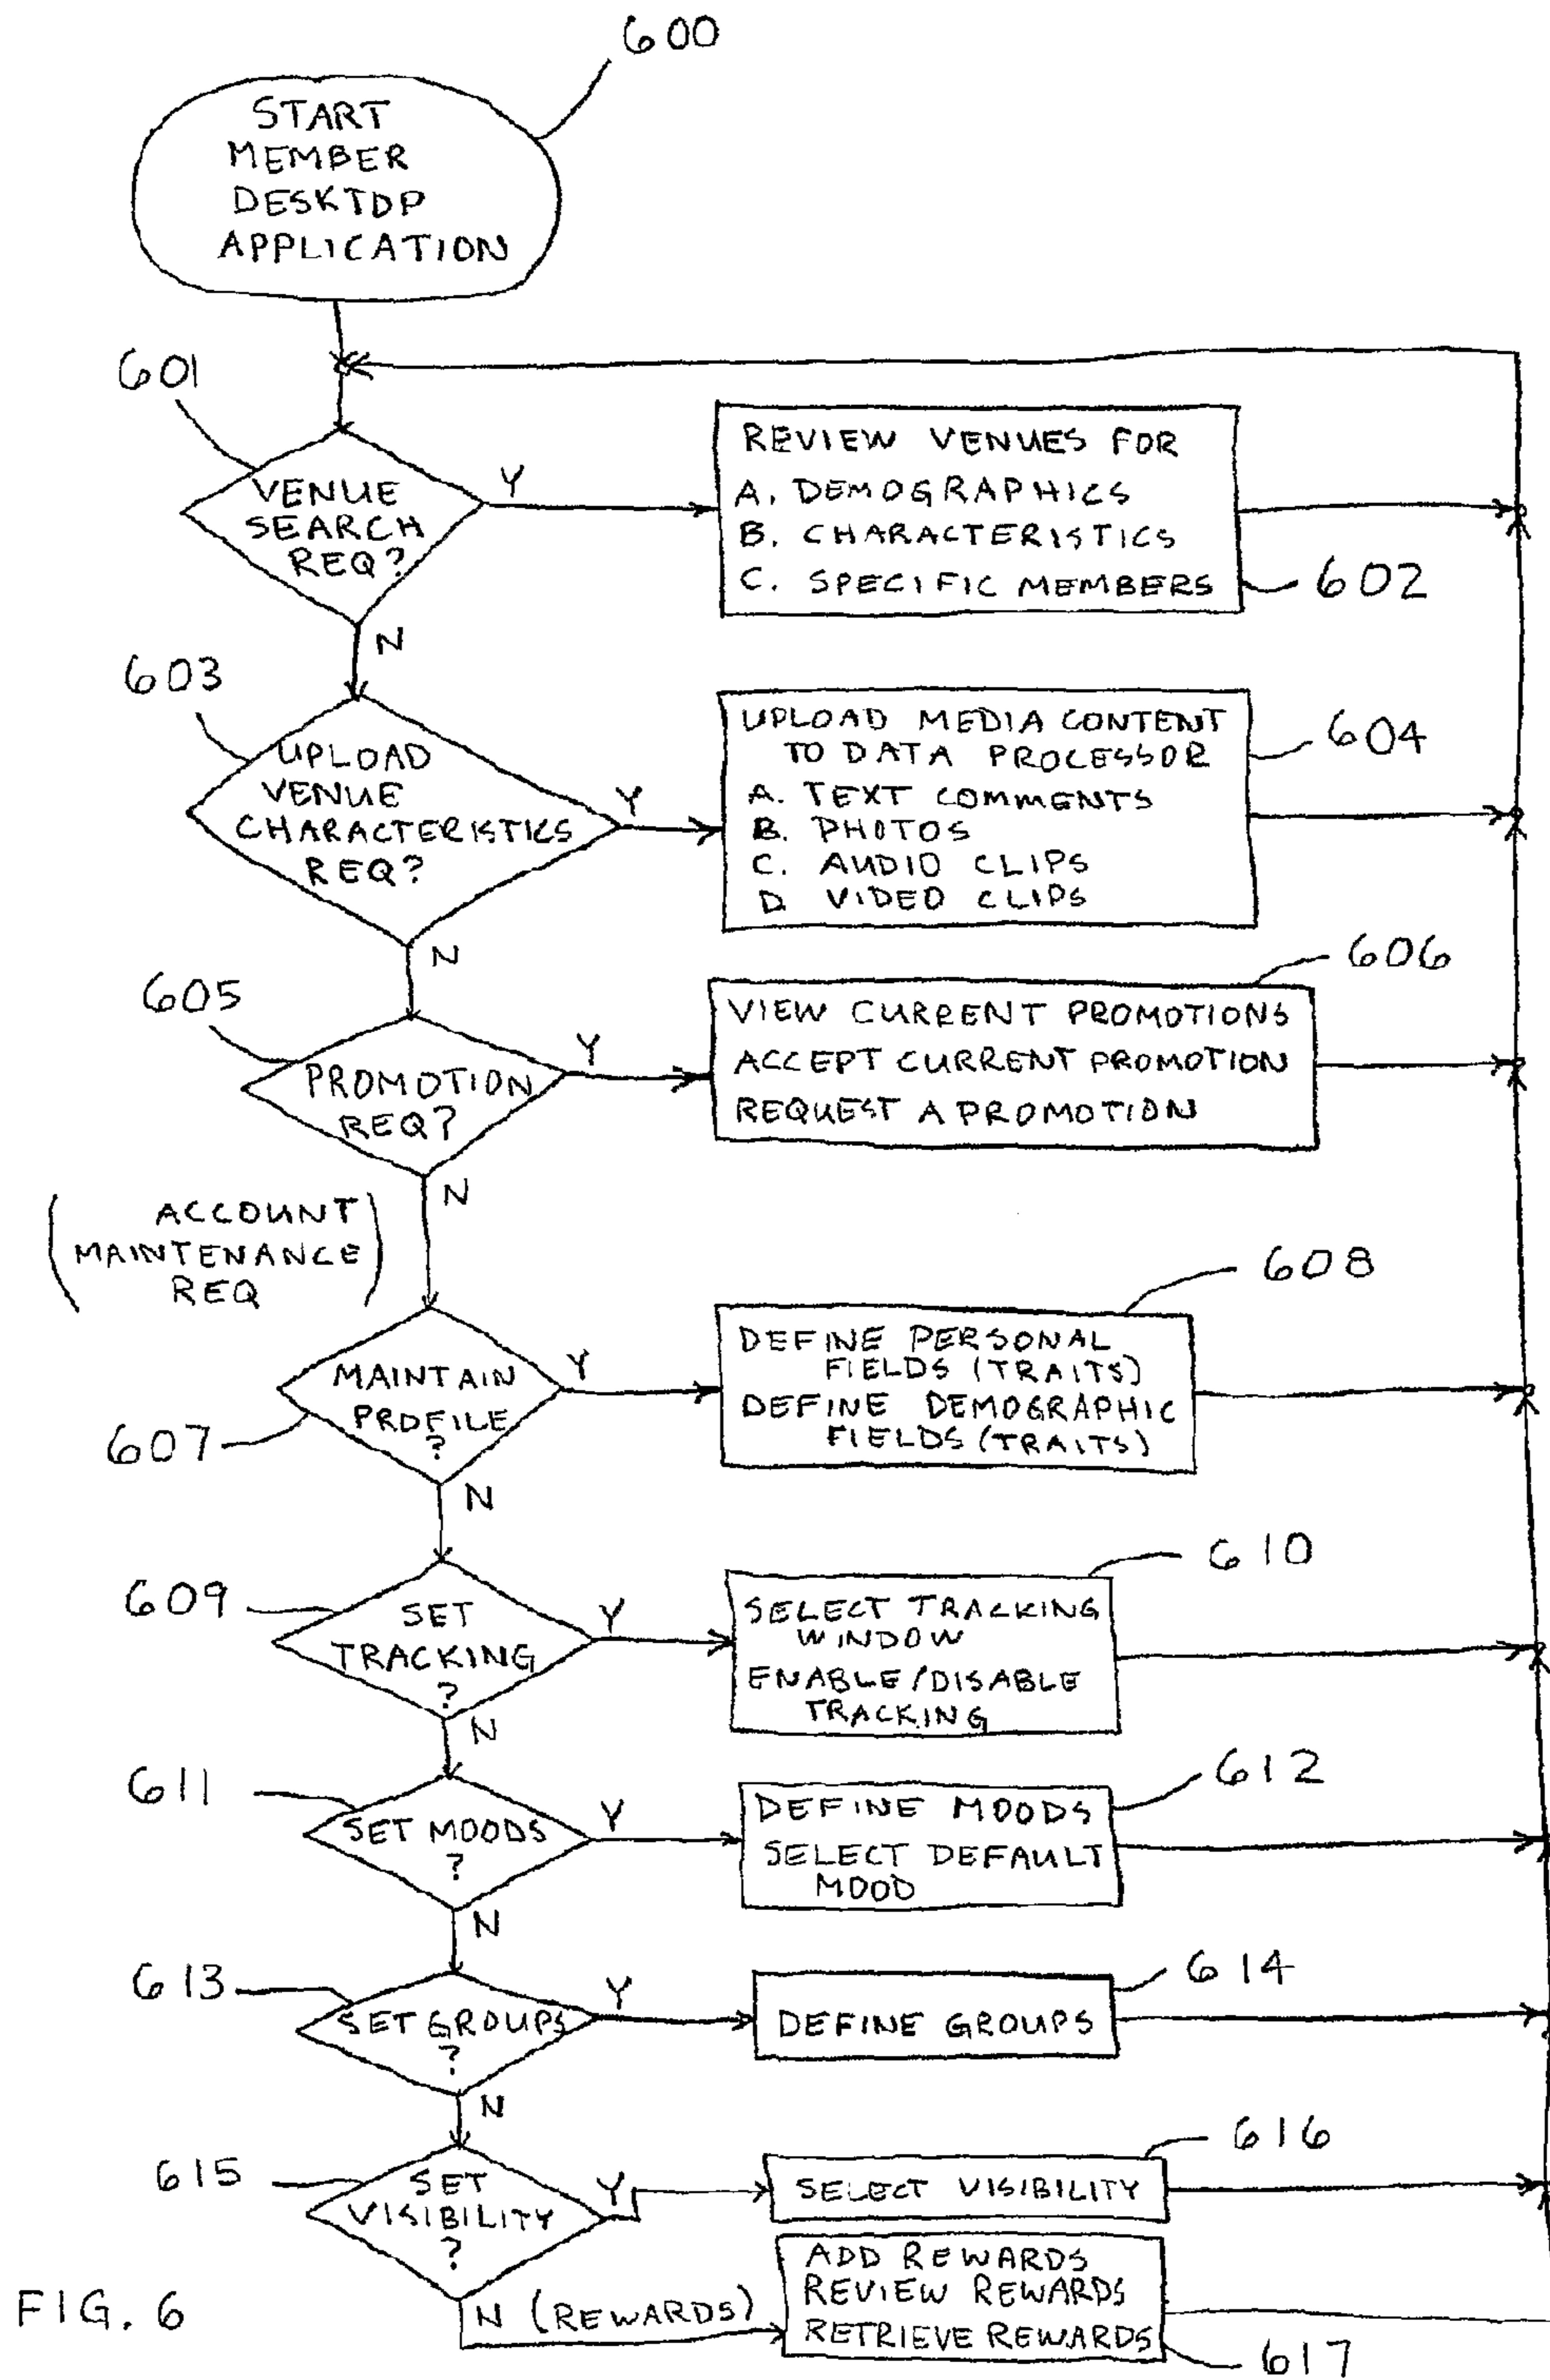 600
START
MEMBER
DESKTOP
APPLICATION
601
VENUE
SEARCH
REQ?
Y
N
REVIEW VENUES FOR
A. DEMOGRAPHICS
B. CHARACTERISTICS
C. SPECIFIC MEMBERS
602
603
UPLOAD
VENUE
CHARACTERISTICS
REQ?
Y
N
UPLOAD MEDIA CONTENT
TO DATA PROCESSOR
A. TEXT COMMENTS
B. PHOTOS
C. AUDIO CLIPS
D. VIDEO CLIPS
604
605
PROMOTION
REQ?
Y
N
606
VIEW CURRENT PROMOTIONS
ACCEPT CURRENT PROMOTION
REQUEST A PROMOTION
(ACCOUNT
MAINTENANCE
REQ)
607
MAINTAIN
PROFILE
?
Y
N
608
DEFINE PERSONAL
FIELDS (TRAITS)
DEFINE DEMOGRAPHIC
FIELDS (TRAITS)
609
SET
TRACKING
?
Y
N
610
SELECT TRACKING
WINDOW
ENABLE/DISABLE
TRACKING
611
SET MOODS
?
Y
N
612
DEFINE MOODS
SELECT DEFAULT
MOOD
613
SET GROUPS
?
Y
N
614
DEFINE GROUPS
615
SET
VISIBILITY
?
Y
N (REWARDS)
616
SELECT VISIBILITY
ADD REWARDS
REVIEW REWARDS
RETRIEVE REWARDS
617
FIG. 6